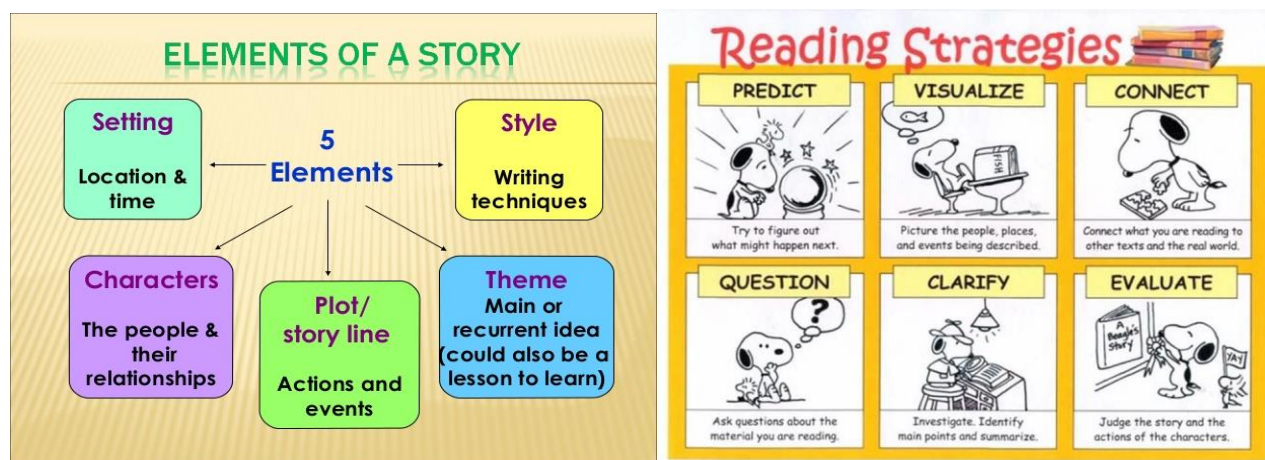 ELEMENTS OF A STORY
5
Elements
Setting
Location &
time
Style
Writing
techniques
Characters
The people &
their
relationships
Plot/
story line
Actions and
events
Theme
Main or
recurrent idea
(could also be a
lesson to learn)
Reading Strategies
PREDICT
Try to figure out
what might happen next.
VISUALIZE
FISH
Picture the people, places,
and events being described.
CONNECT
Connect what you are reading to
other texts and the real world.
QUESTION
?
Ask questions about the
material you are reading.
CLARIFY
Investigate. Identify
main points and summarize.
EVALUATE
A
Beagle's
Story
YAY
Judge the story and the
actions of the characters.